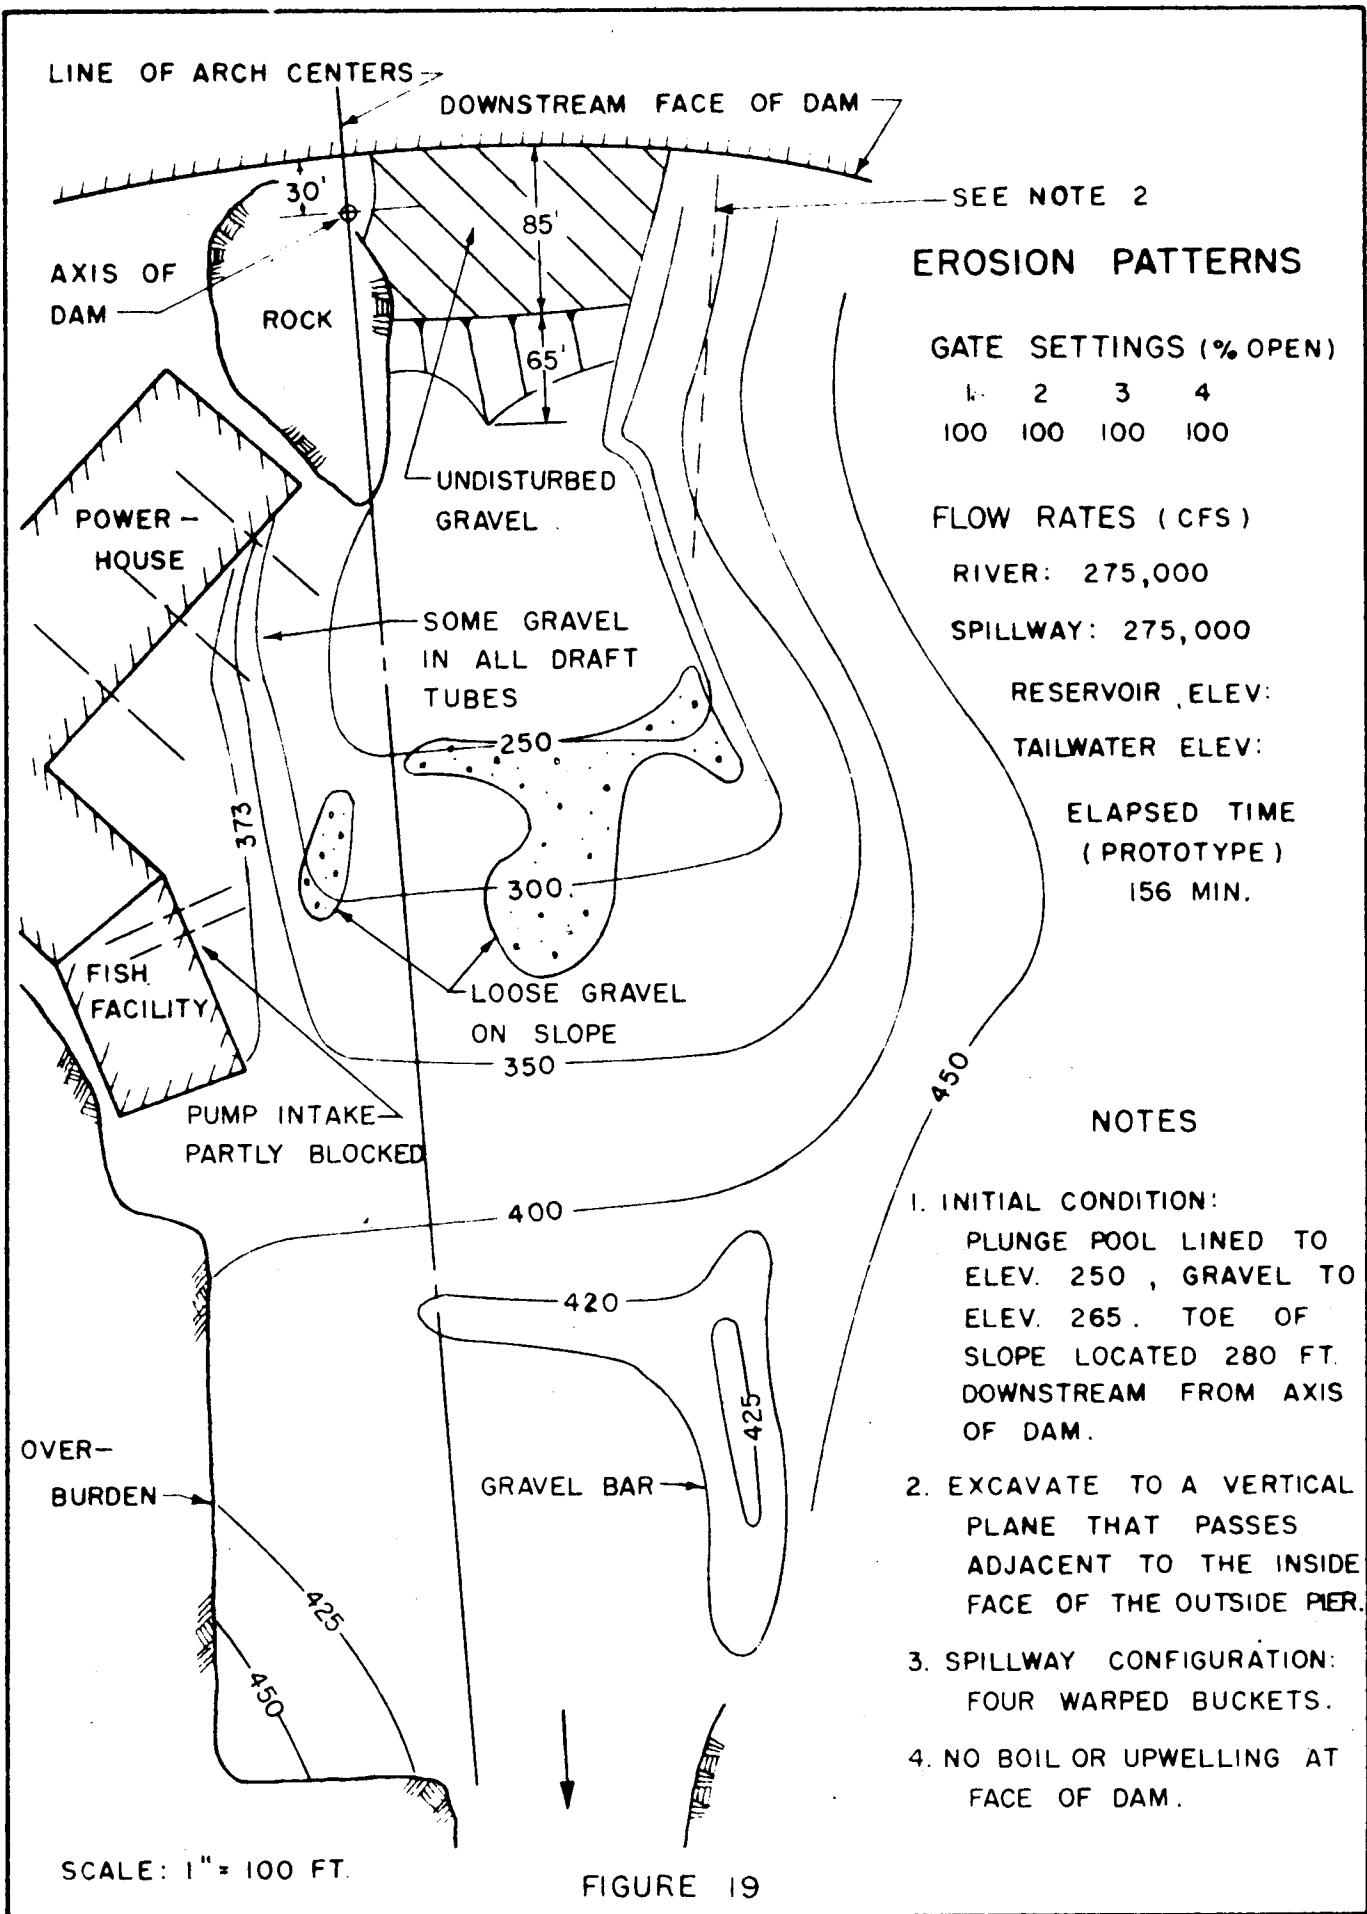 LINE OF ARCH CENTERS
DOWNSTREAM FACE OF DAM
30'
85'
SEE NOTE 2
AXIS OF
DAM
ROCK
65'
EROSION PATTERNS
GATE SETTINGS (% OPEN)
1 2 3 4
100 100 100 100
UNDISTURBED
GRAVEL
POWER-
HOUSE
FLOW RATES (CFS)
RIVER: 275,000
SPILLWAY: 275,000
SOME GRAVEL
IN ALL DRAFT
TUBES
RESERVOIR ELEV:
TAILWATER ELEV:
250
373
ELAPSED TIME
(PROTOTYPE)
156 MIN.
300
FISH
FACILITY
LOOSE GRAVEL
ON SLOPE
350
450
PUMP INTAKE
PARTLY BLOCKED
400
420
425
OVER-
BURDEN
GRAVEL BAR
425
450
NOTES
1. INITIAL CONDITION:
PLUNGE POOL LINED TO
ELEV. 250, GRAVEL TO
ELEV. 265. TOE OF
SLOPE LOCATED 280 FT.
DOWNSTREAM FROM AXIS
OF DAM.
2. EXCAVATE TO A VERTICAL
PLANE THAT PASSES
ADJACENT TO THE INSIDE
FACE OF THE OUTSIDE PIER.
3. SPILLWAY CONFIGURATION:
FOUR WARPED BUCKETS.
4. NO BOIL OR UPWELLING AT
FACE OF DAM.
SCALE: 1" = 100 FT.
FIGURE 19